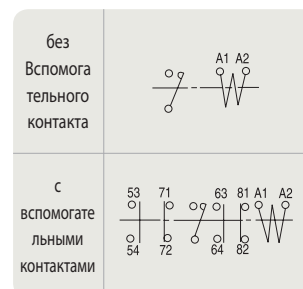 без
Вспомога
тельного
контакта
A1 A2
с
вспомогате
льными
контактами
53 71 63 81 A1 A2
54 72 64 82